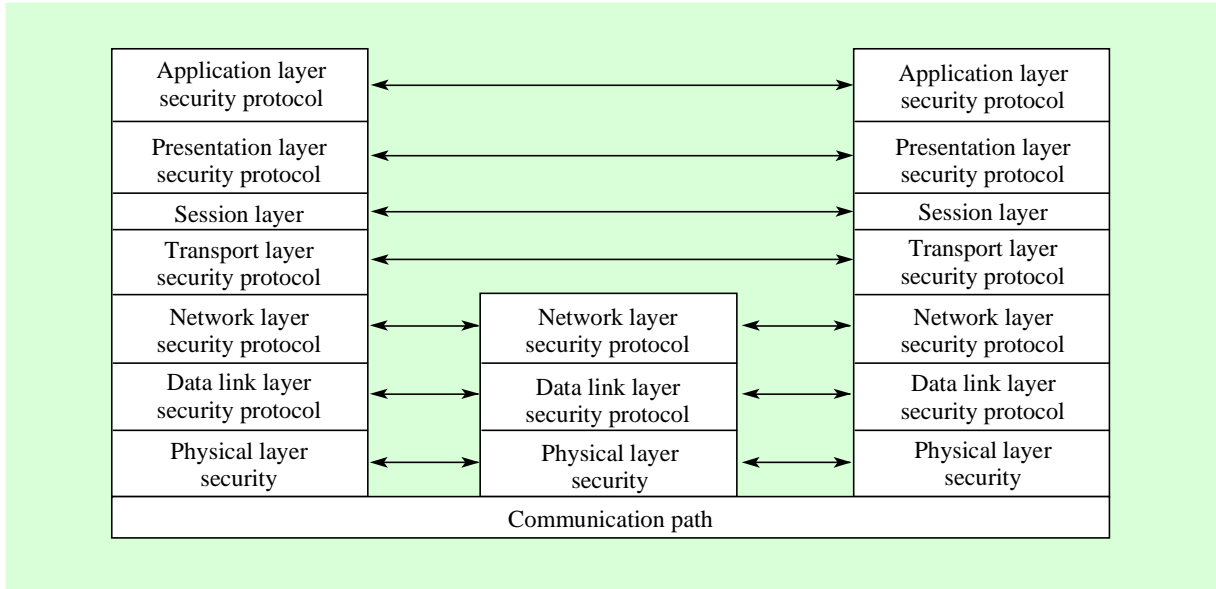 Application layer
security protocol
Presentation layer
security protocol
Session layer
Transport layer
security protocol
Network layer
security protocol
Data link layer
security protocol
Physical layer
security
Network layer
security protocol
Data link layer
security protocol
Physical layer
security
Application layer
security protocol
Presentation layer
security protocol
Session layer
Transport layer
security protocol
Network layer
security protocol
Data link layer
security protocol
Physical layer
security
Communication path